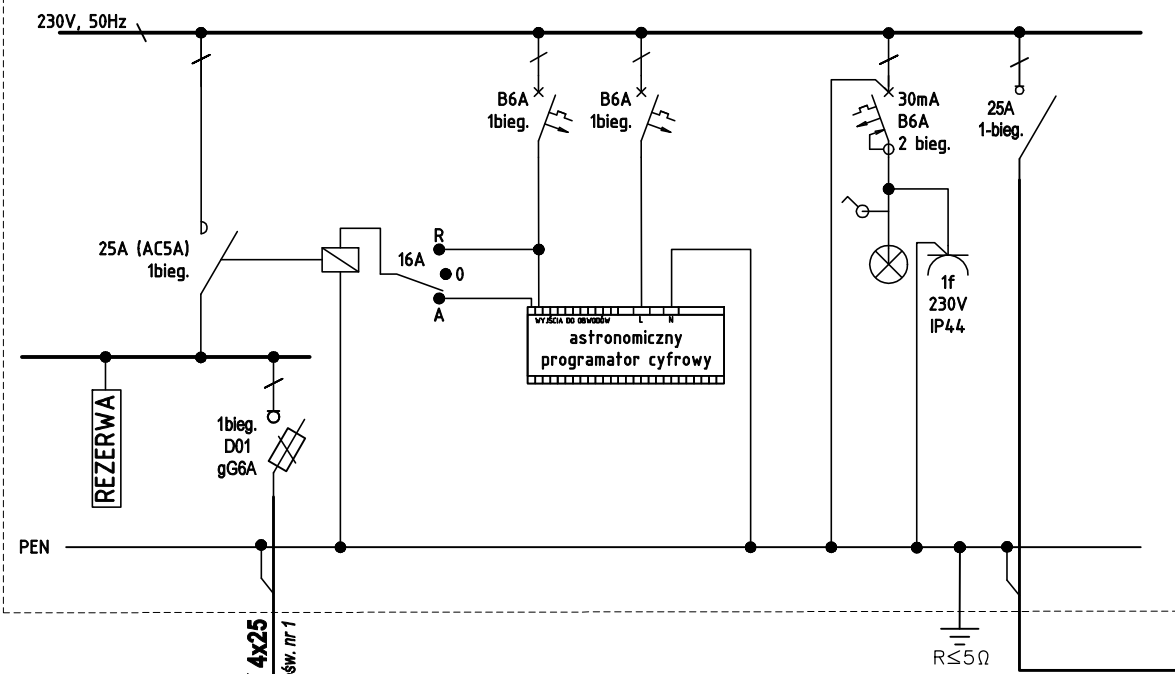 230V, 50Hz
B6A
1bieg.
B6A
1bieg.
30mA
B6A
2 bieg.
25A
1-bieg.
25A (AC5A)
1bieg.
16A
R
0
A
WYJŚCIA DO OBWODÓW
L
N
astronomiczny
programator cyfrowy
1f
230V
IP44
REZERWA
1bieg.
D01
gG6A
PEN
4x25
św. nr 1
R≤5Ω